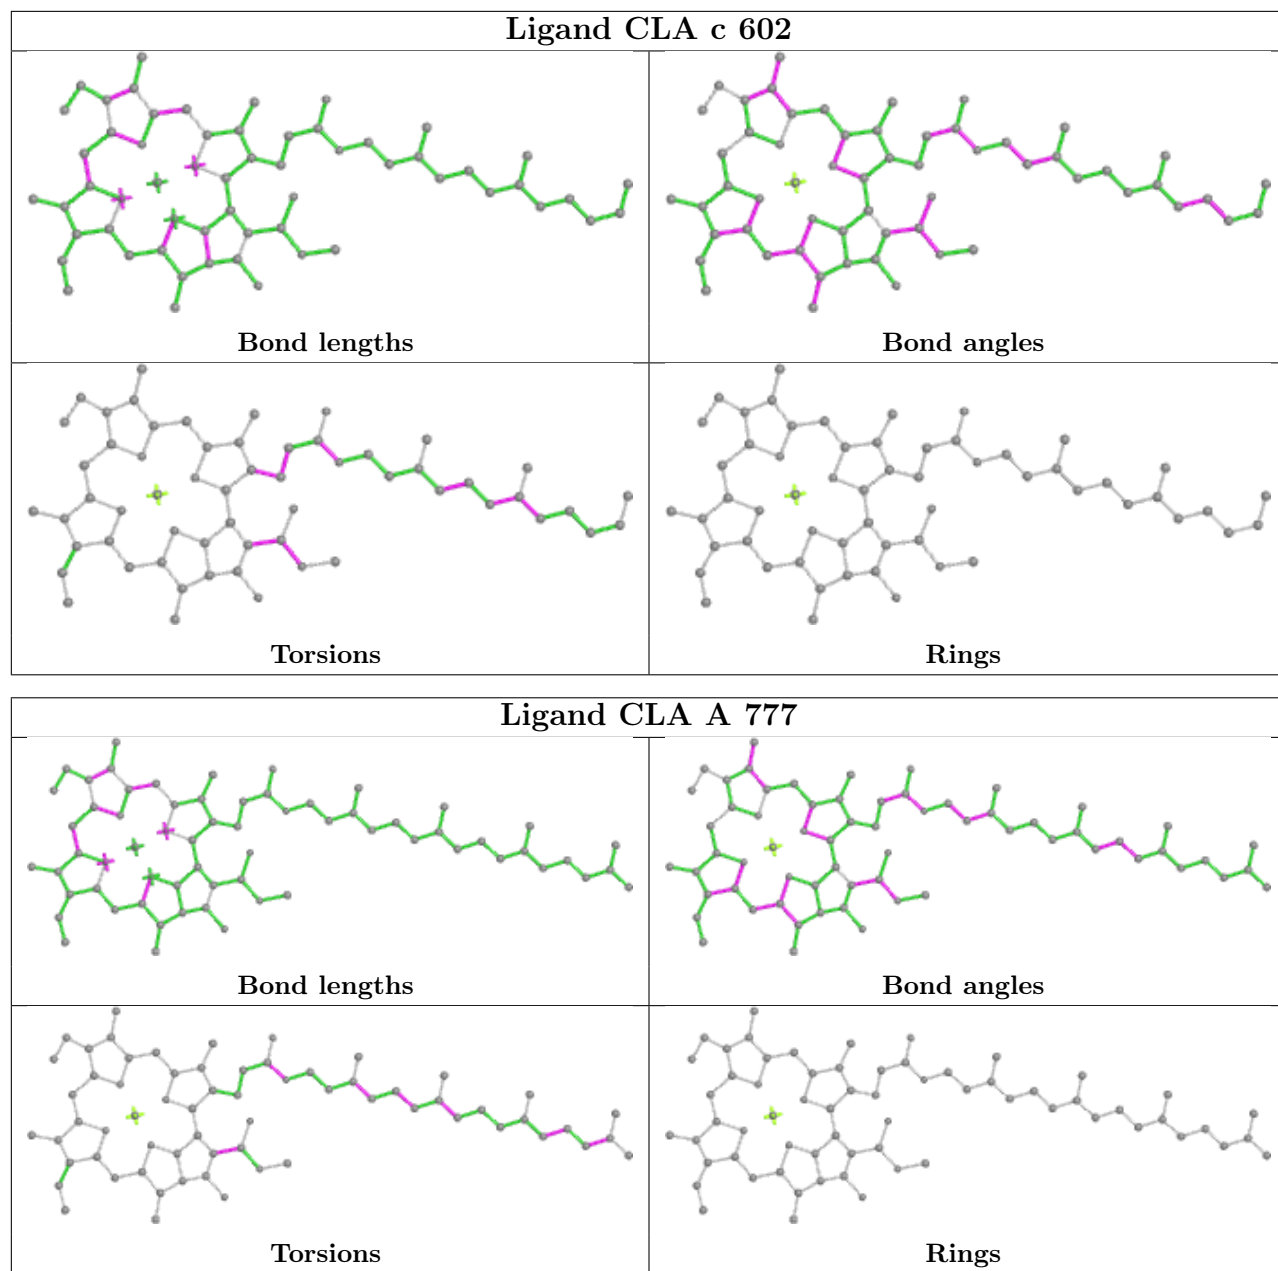 Ligand CLA c 602
Bond lengths
Bond angles
Torsions
Rings
Ligand CLA A 777
Bond lengths
Bond angles
Torsions
Rings